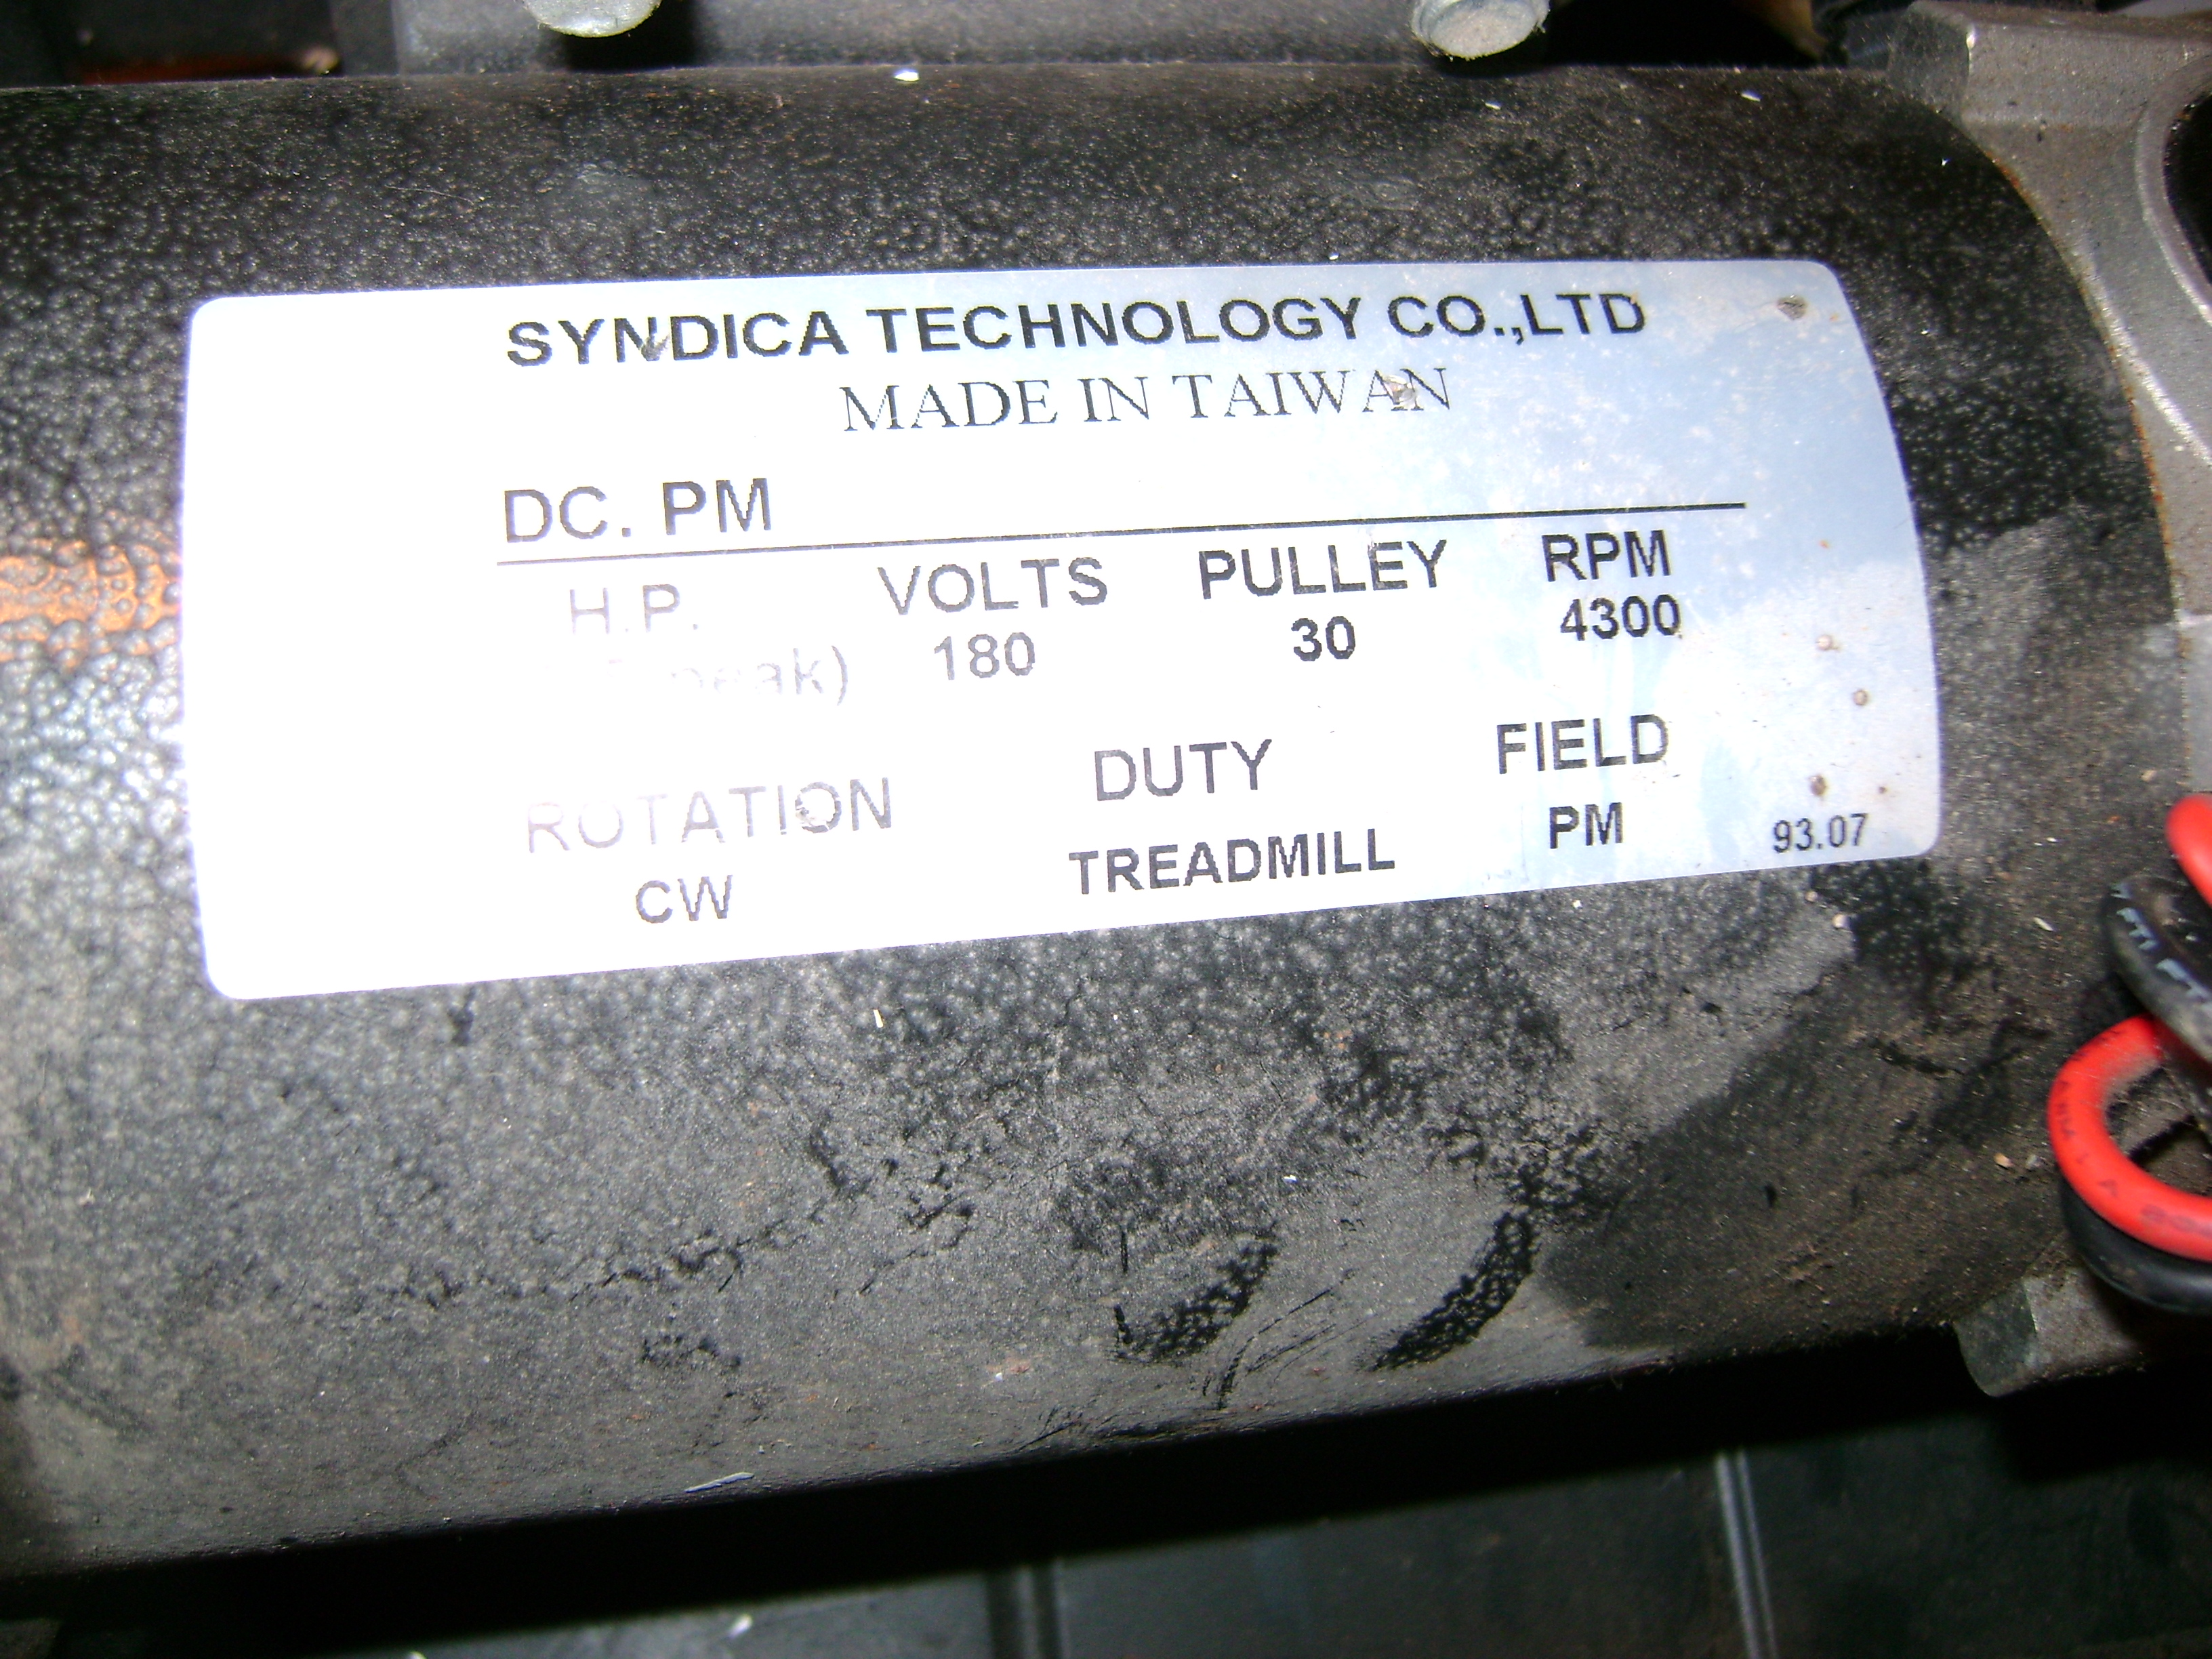 SYNDICA TECHNOLOGY CO.,LTD
MADE IN TAIWAN
DC. PM
H.P. VOLTS PULLEY RPM
peak) 180 30 4300
ROTATION DUTY FIELD
CW TREADMILL PM 93.07